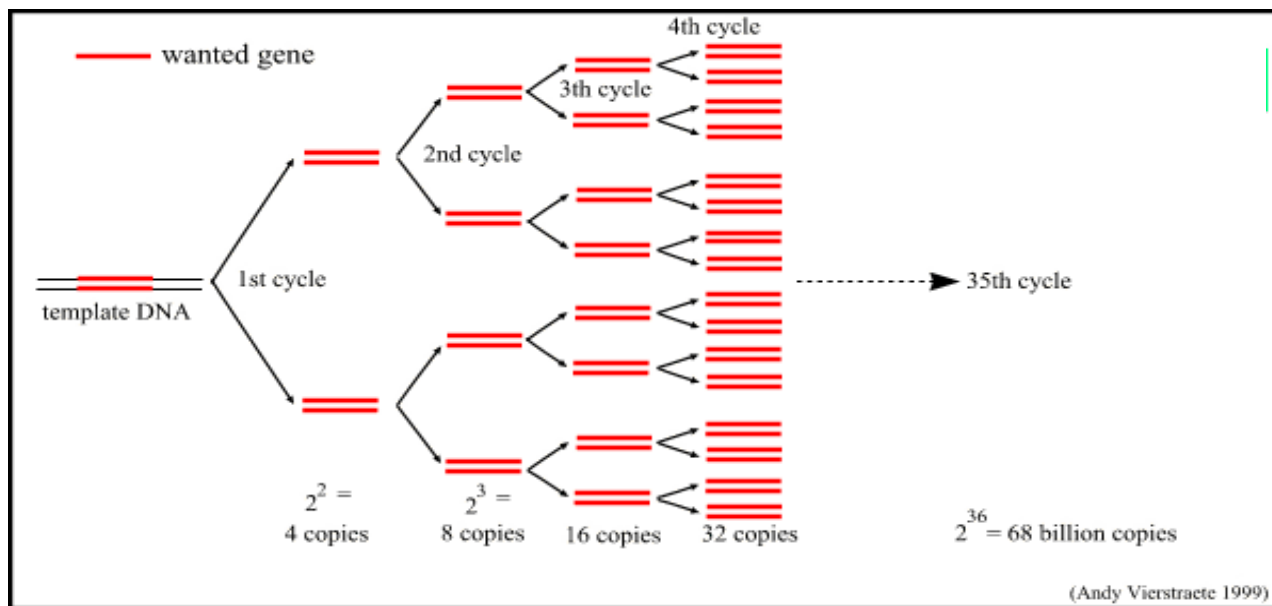 4th cycle
wanted gene
3th cycle
2nd cycle
1st cycle
35th cycle
template DNA
2^2 =
4 copies
2^3 =
8 copies
16 copies
32 copies
2^36 = 68 billion copies
(Andy Vierstraete 1999)